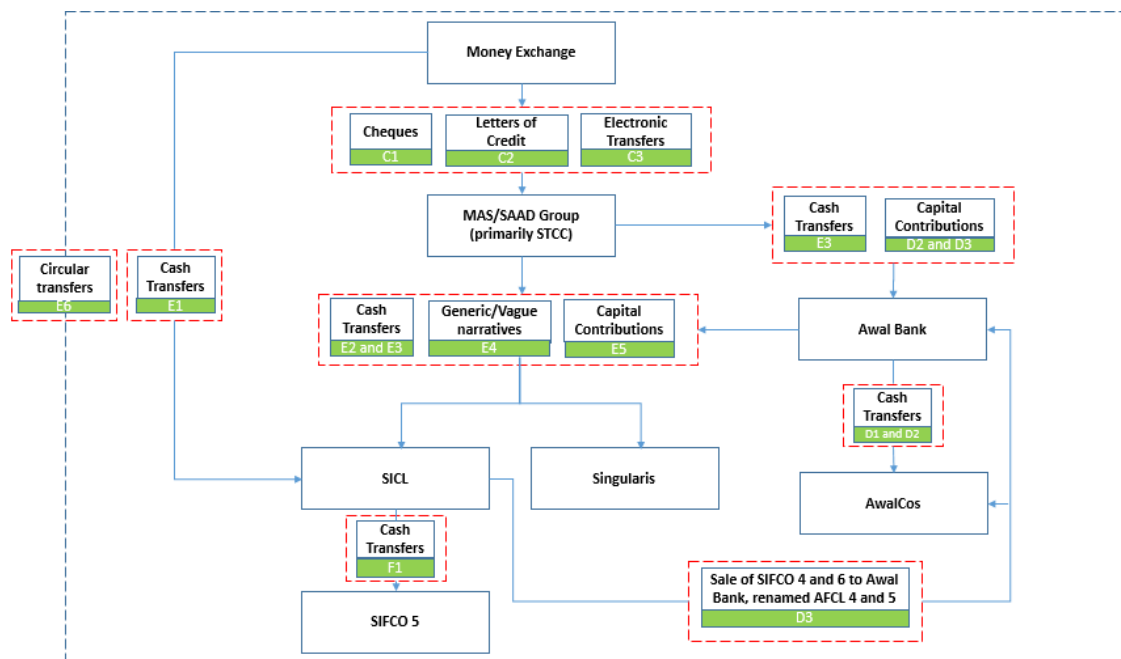 Money Exchange
Cheques
C1
Letters of
Credit
C2
Electronic
Transfers
C3
MAS/SAAD Group
(primarily STCC)
Cash
Transfers
E3
Capital
Contributions
D2 and D3
Circular
transfers
E6
Cash
Transfers
E1
Cash
Transfers
E2 and E3
Generic/Vague
narratives
E4
Capital
Contributions
E5
Awal Bank
Cash
Transfers
D1 and D2
SICL
Singularis
AwalCos
Cash
Transfers
F1
Sale of SIFCO 4 and 6 to Awal
Bank, renamed AFCL 4 and 5
D3
SIFCO 5